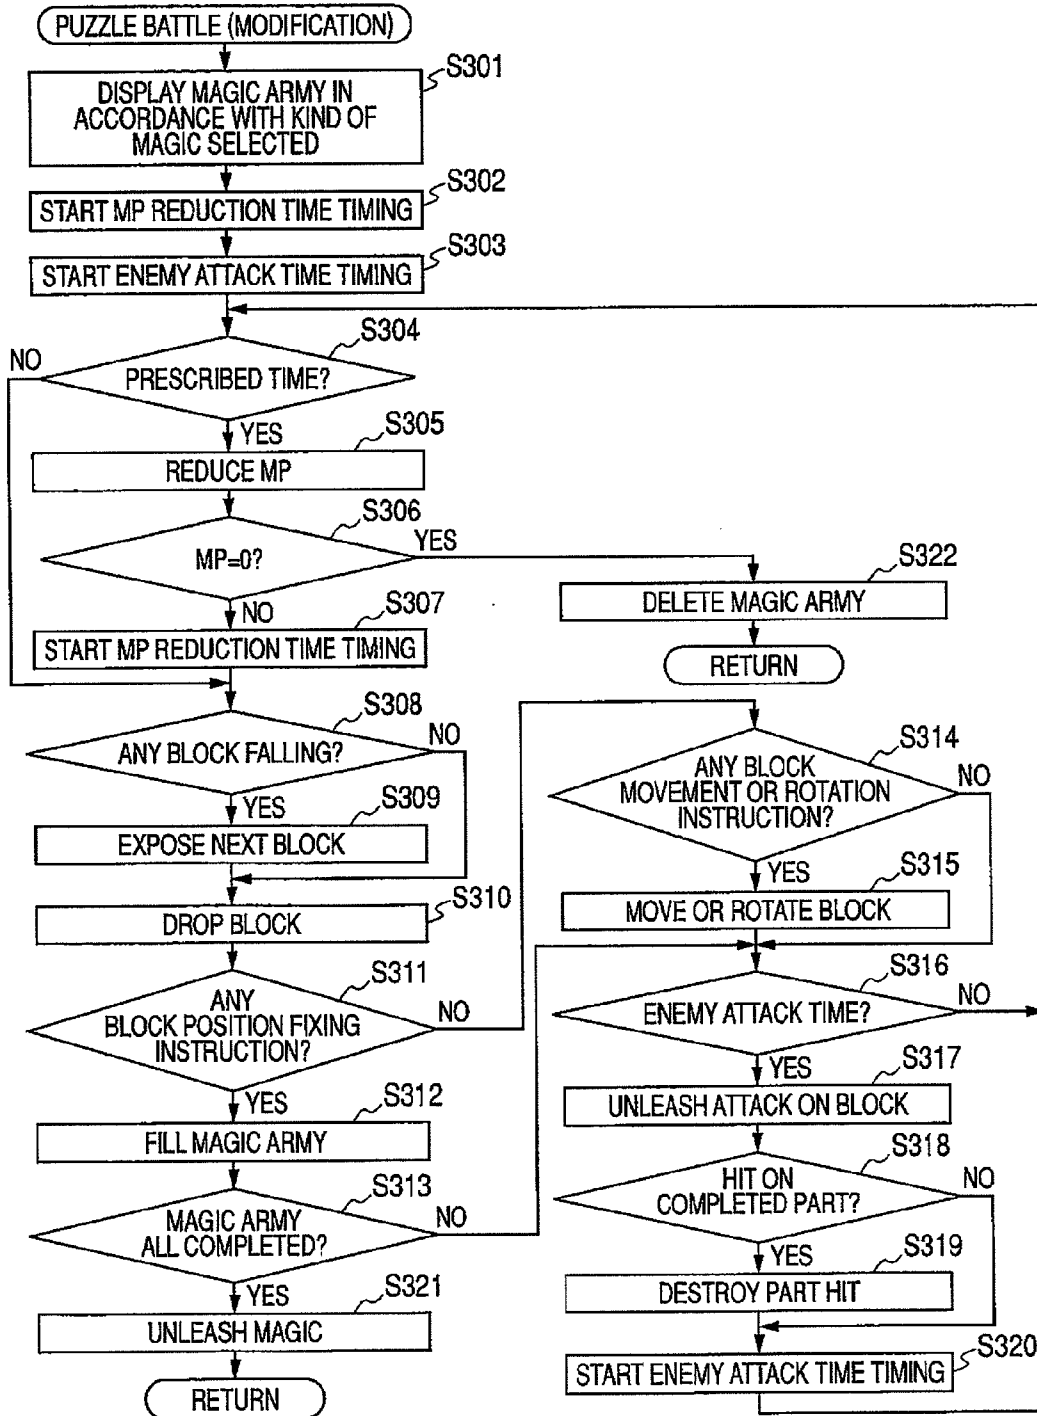 PUZZLE BATTLE (MODIFICATION)
S301
DISPLAY MAGIC ARMY IN
ACCORDANCE WITH KIND OF
MAGIC SELECTED
S302
START MP REDUCTION TIME TIMING
S303
START ENEMY ATTACK TIME TIMING
S304
NO
PRESCRIBED TIME?
YES
S305
REDUCE MP
S306
MP=0?
YES
NO
S307
START MP REDUCTION TIME TIMING
S322
DELETE MAGIC ARMY
RETURN
S308
ANY BLOCK FALLING?
NO
YES
S309
EXPOSE NEXT BLOCK
S310
DROP BLOCK
S311
ANY
BLOCK POSITION FIXING
INSTRUCTION?
NO
YES
S312
FILL MAGIC ARMY
S313
MAGIC ARMY
ALL COMPLETED?
NO
YES
S321
UNLEASH MAGIC
RETURN
S314
ANY BLOCK
MOVEMENT OR ROTATION
INSTRUCTION?
NO
YES
S315
MOVE OR ROTATE BLOCK
S316
ENEMY ATTACK TIME?
NO
YES
S317
UNLEASH ATTACK ON BLOCK
S318
HIT ON
COMPLETED PART?
NO
YES
S319
DESTROY PART HIT
S320
START ENEMY ATTACK TIME TIMING